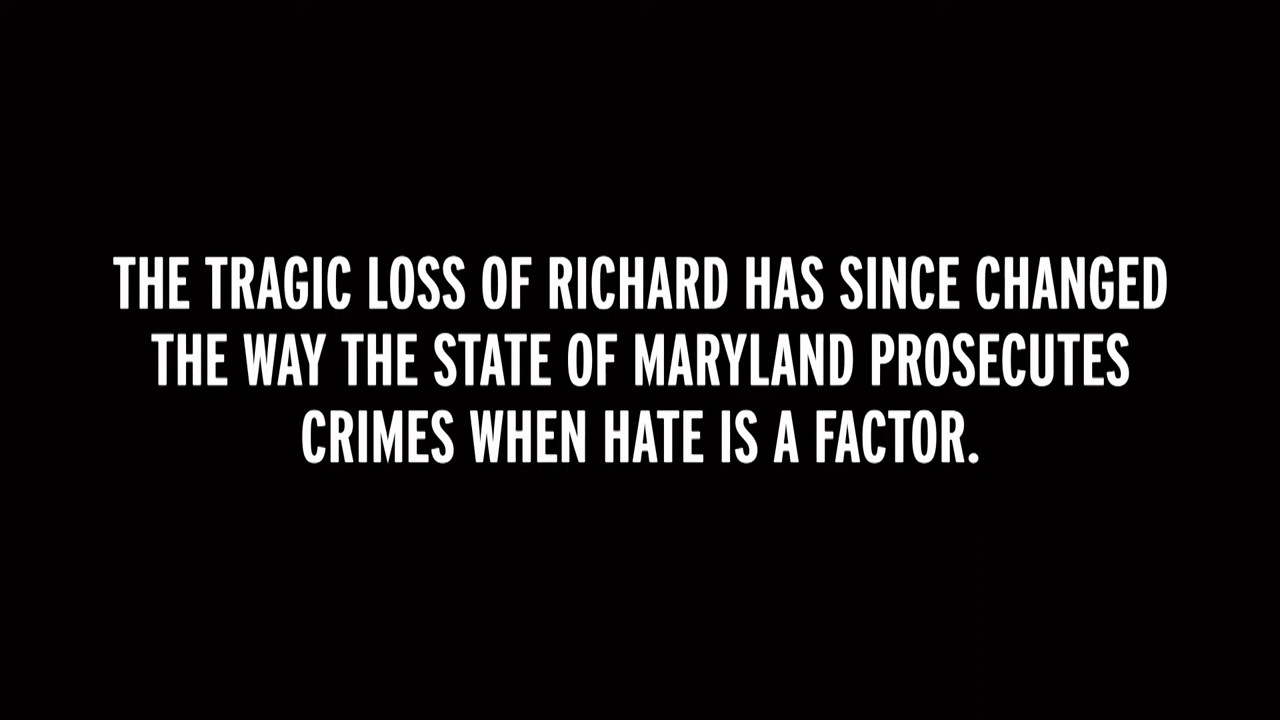 THE TRAGIC LOSS OF RICHARD HAS SINCE CHANGED
THE WAY THE STATE OF MARYLAND PROSECUTES
CRIMES WHEN HATE IS A FACTOR.